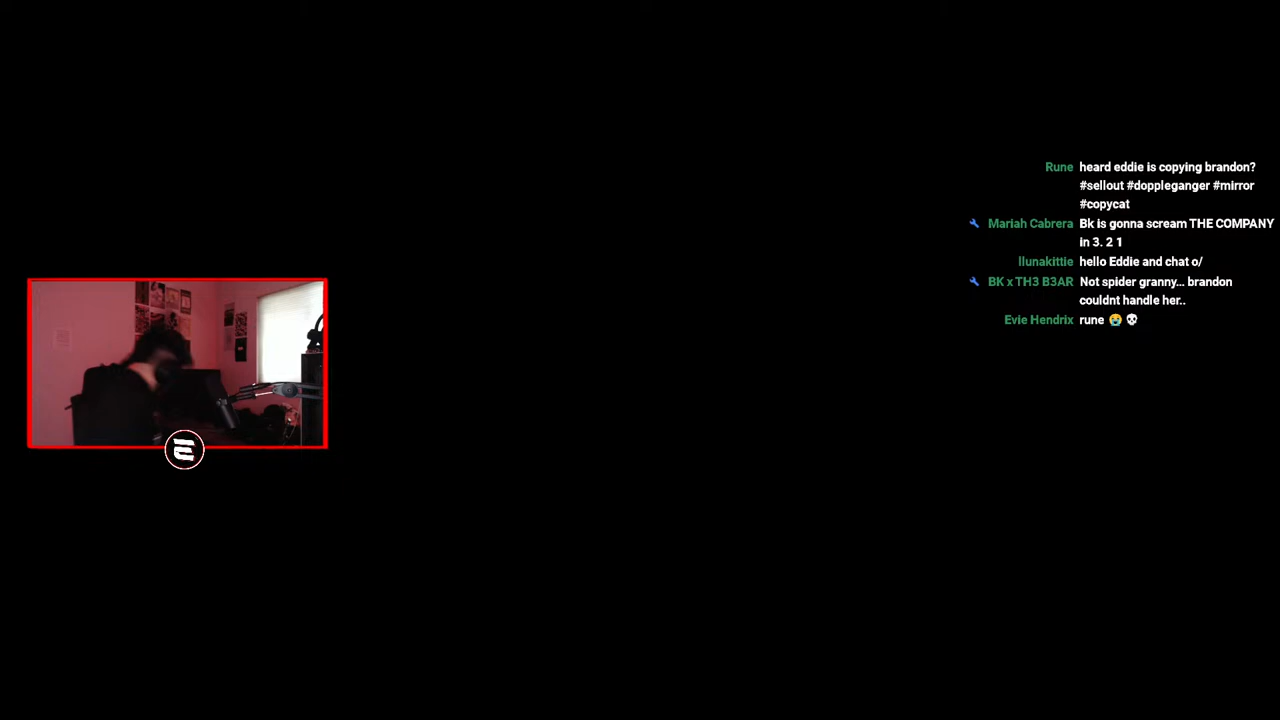 Rune heard eddie is copying brandon?
#sellout #doppleganger #mirror
#copycat
Mariah Cabrera Bk is gonna scream THE COMPANY
in 3. 2 1
llunakittie hello Eddie and chat o/
BK x TH3 B3AR Not spider granny... brandon
couldnt handle her..
Evie Hendrix rune 😭 💀
E